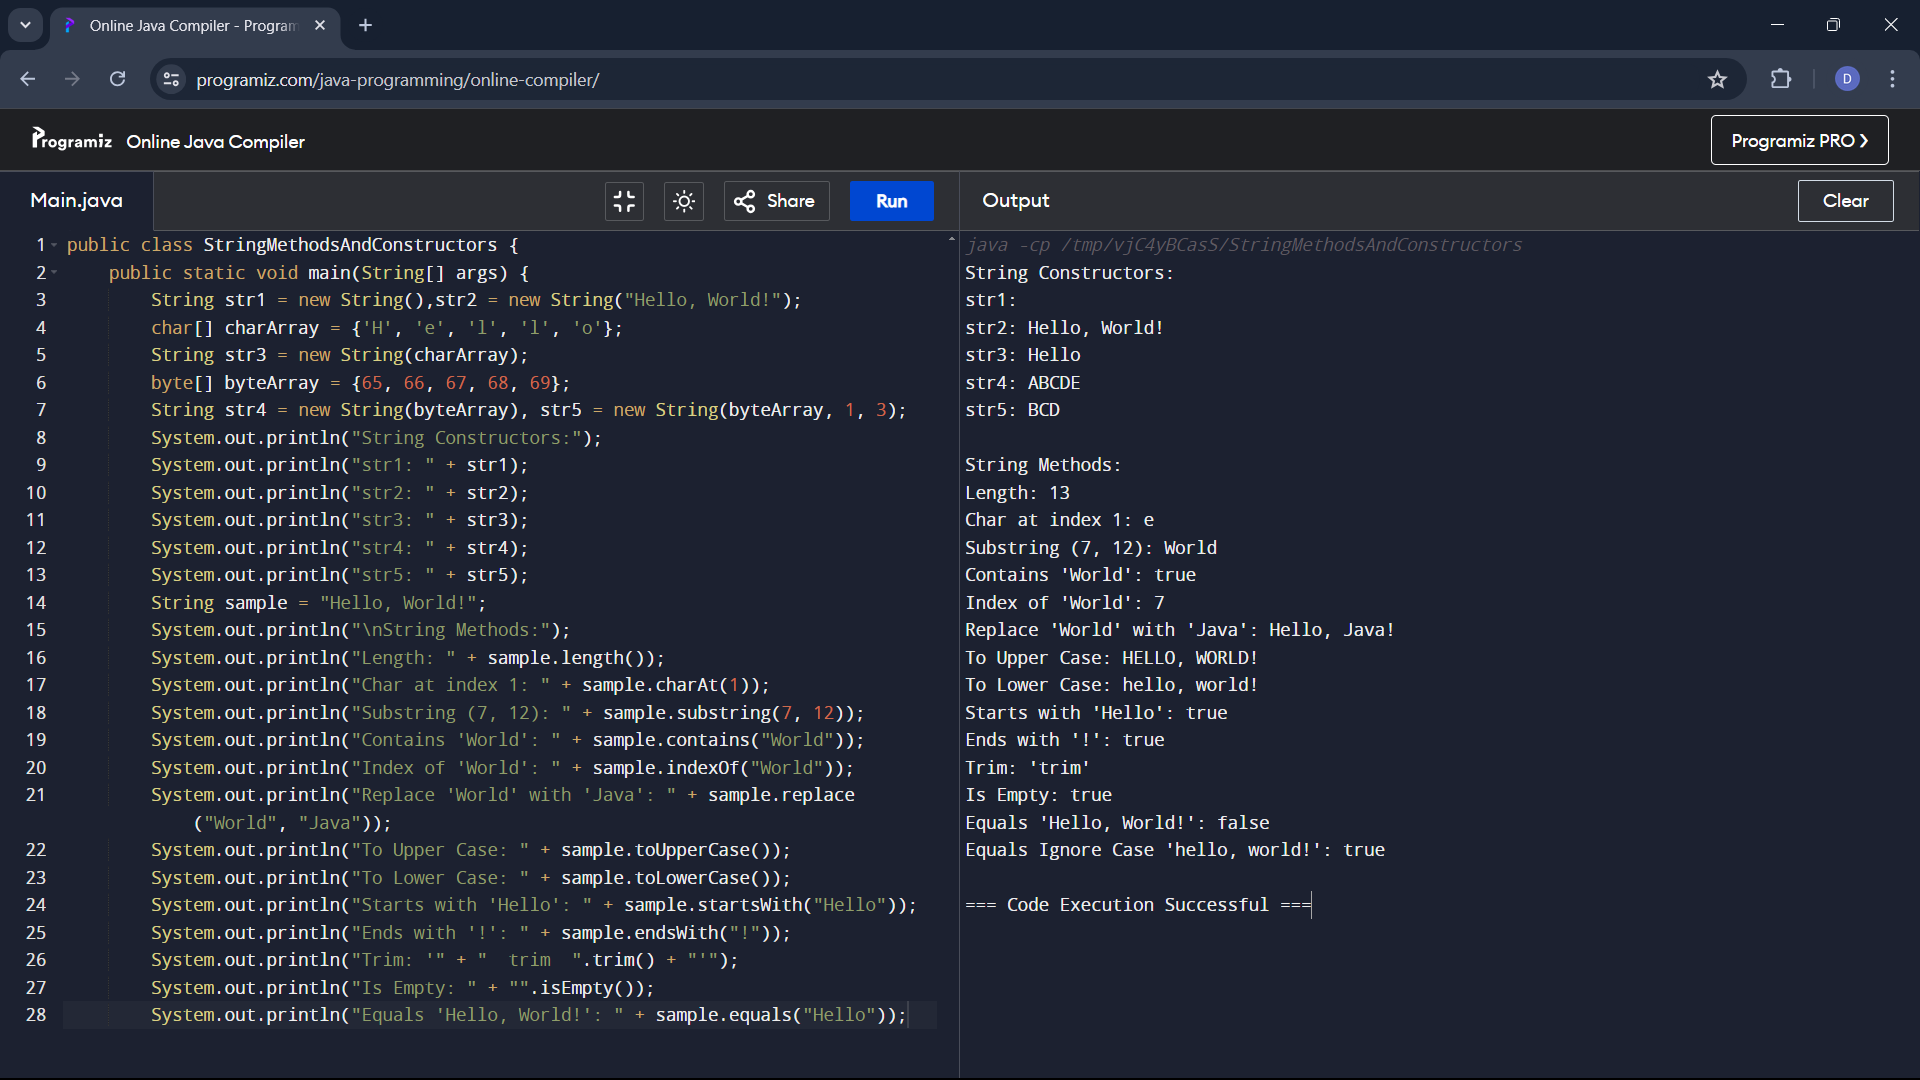 Online Java Compiler - Program
programiz.com/java-programming/online-compiler/
D
Programiz Online Java Compiler
Programiz PRO
Main.java
Share
Run
Output
Clear
1 public class StringMethodsAndConstructors {
2     public static void main(String[] args) {
3         String str1 = new String(),str2 = new String("Hello, World!");
4         char[] charArray = {'H', 'e', 'l', 'l', 'o'};
5         String str3 = new String(charArray);
6         byte[] byteArray = {65, 66, 67, 68, 69};
7         String str4 = new String(byteArray), str5 = new String(byteArray, 1, 3);
8         System.out.println("String Constructors:");
9         System.out.println("str1: " + str1);
10         System.out.println("str2: " + str2);
11         System.out.println("str3: " + str3);
12         System.out.println("str4: " + str4);
13         System.out.println("str5: " + str5);
14         String sample = "Hello, World!";
15         System.out.println("\nString Methods:");
16         System.out.println("Length: " + sample.length());
17         System.out.println("Char at index 1: " + sample.charAt(1));
18         System.out.println("Substring (7, 12): " + sample.substring(7, 12));
19         System.out.println("Contains 'World': " + sample.contains("World"));
20         System.out.println("Index of 'World': " + sample.indexOf("World"));
21         System.out.println("Replace 'World' with 'Java': " + sample.replace
("World", "Java"));
22         System.out.println("To Upper Case: " + sample.toUpperCase());
23         System.out.println("To Lower Case: " + sample.toLowerCase());
24         System.out.println("Starts with 'Hello': " + sample.startsWith("Hello"));
25         System.out.println("Ends with '!': " + sample.endsWith("!"));
26         System.out.println("Trim: '" + "  trim  ".trim() + "'");
27         System.out.println("Is Empty: " + "".isEmpty());
28         System.out.println("Equals 'Hello, World!': " + sample.equals("Hello"));
java -cp /tmp/vjC4yBCasS/StringMethodsAndConstructors
String Constructors:
str1:
str2: Hello, World!
str3: Hello
str4: ABCDE
str5: BCD
String Methods:
Length: 13
Char at index 1: e
Substring (7, 12): World
Contains 'World': true
Index of 'World': 7
Replace 'World' with 'Java': Hello, Java!
To Upper Case: HELLO, WORLD!
To Lower Case: hello, world!
Starts with 'Hello': true
Ends with '!': true
Trim: 'trim'
Is Empty: true
Equals 'Hello, World!': false
Equals Ignore Case 'hello, world!': true
=== Code Execution Successful ===